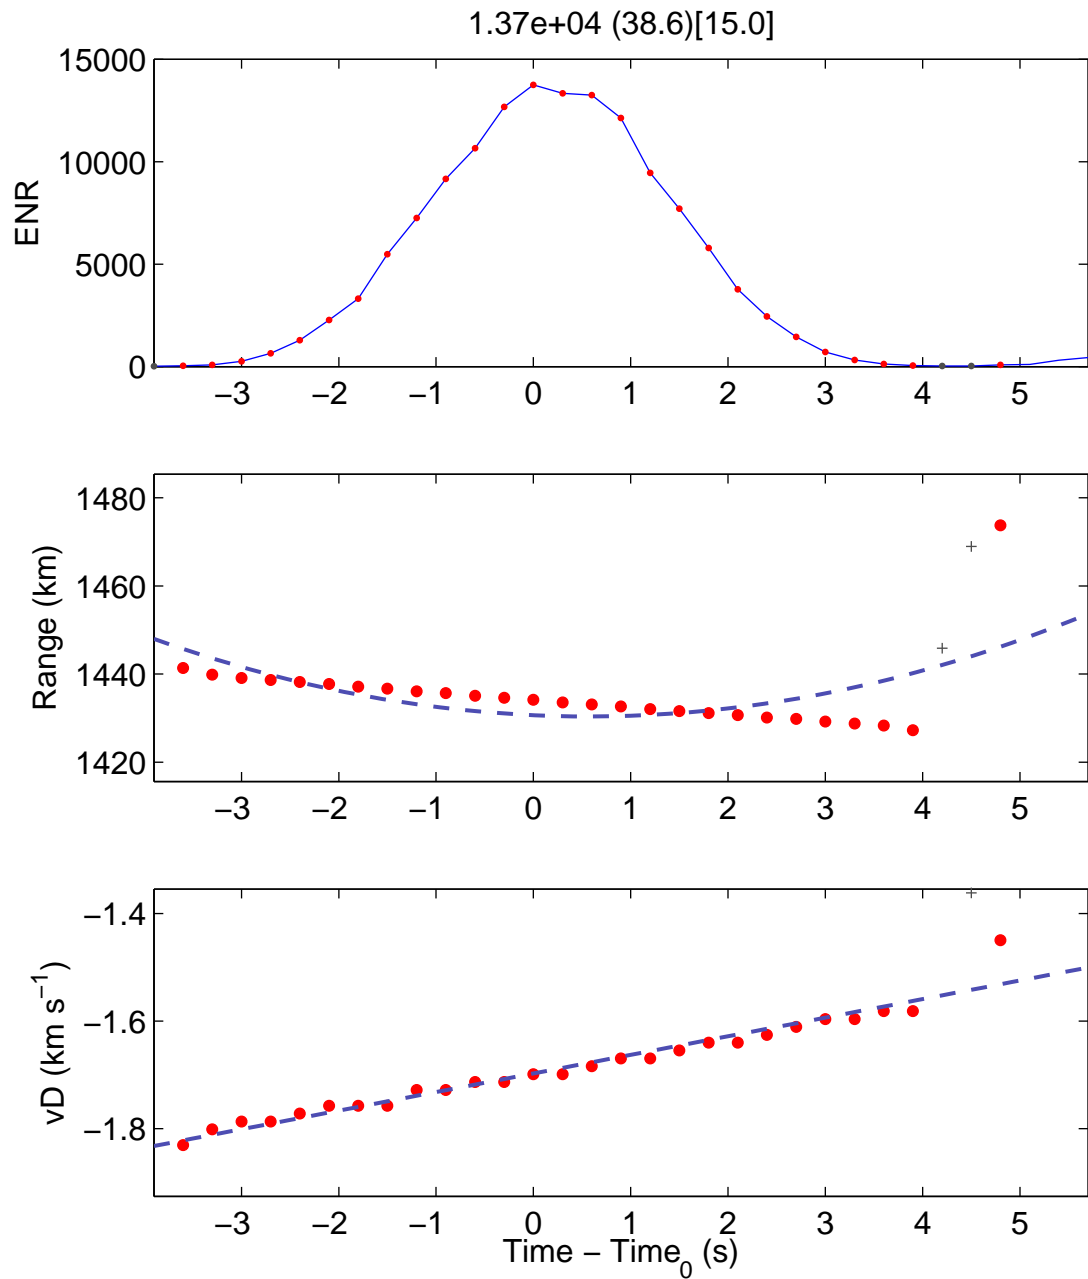 1.37e+04 (38.6)[15.0]
15000
10000
5000
0
ENR
−3 −2 −1 0 1 2 3 4 5
1480
1460
1440
1420
Range (km)
−3 −2 −1 0 1 2 3 4 5
−1.4
−1.6
−1.8
vD (km s−1)
−3 −2 −1 0 1 2 3 4 5
Time − Time0 (s)